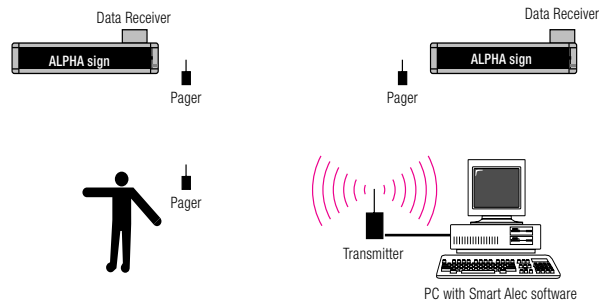 Data Receiver
Data Receiver
ALPHA sign
ALPHA sign
Pager
Pager
Pager
Transmitter
PC with Smart Alec software